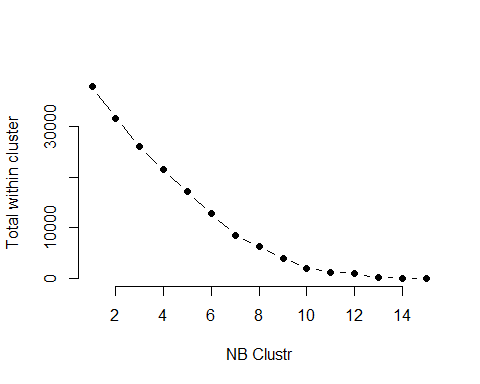 Total within cluster
30000
10000
0
2 4 6 8 10 12 14
NB Clustr